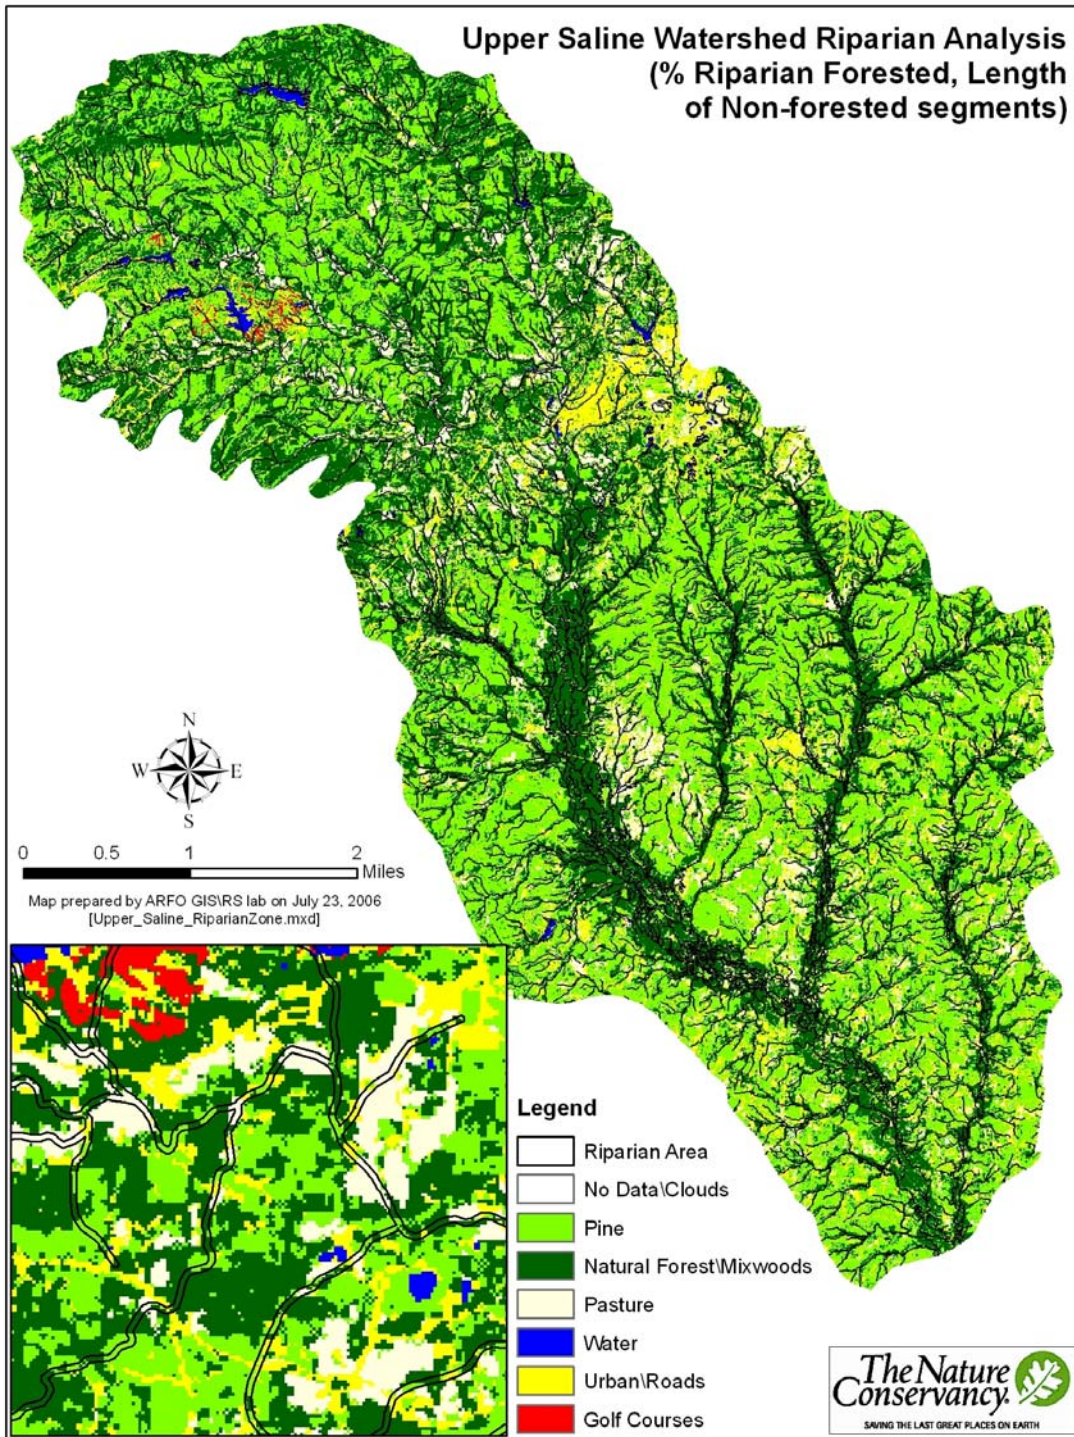 Upper Saline Watershed Riparian Analysis
(% Riparian Forested, Length
of Non-forested segments)
N
W E
S
0 0.5 1 2
Miles
Map prepared by ARFO GIS\RS lab on July 23, 2006
[Upper_Saline_RiparianZone.mxd]
Legend
Riparian Area
No Data\Clouds
Pine
Natural Forest\Mixwoods
Pasture
Water
Urban\Roads
Golf Courses
The Nature
Conservancy
SAVING THE LAST GREAT PLACES ON EARTH